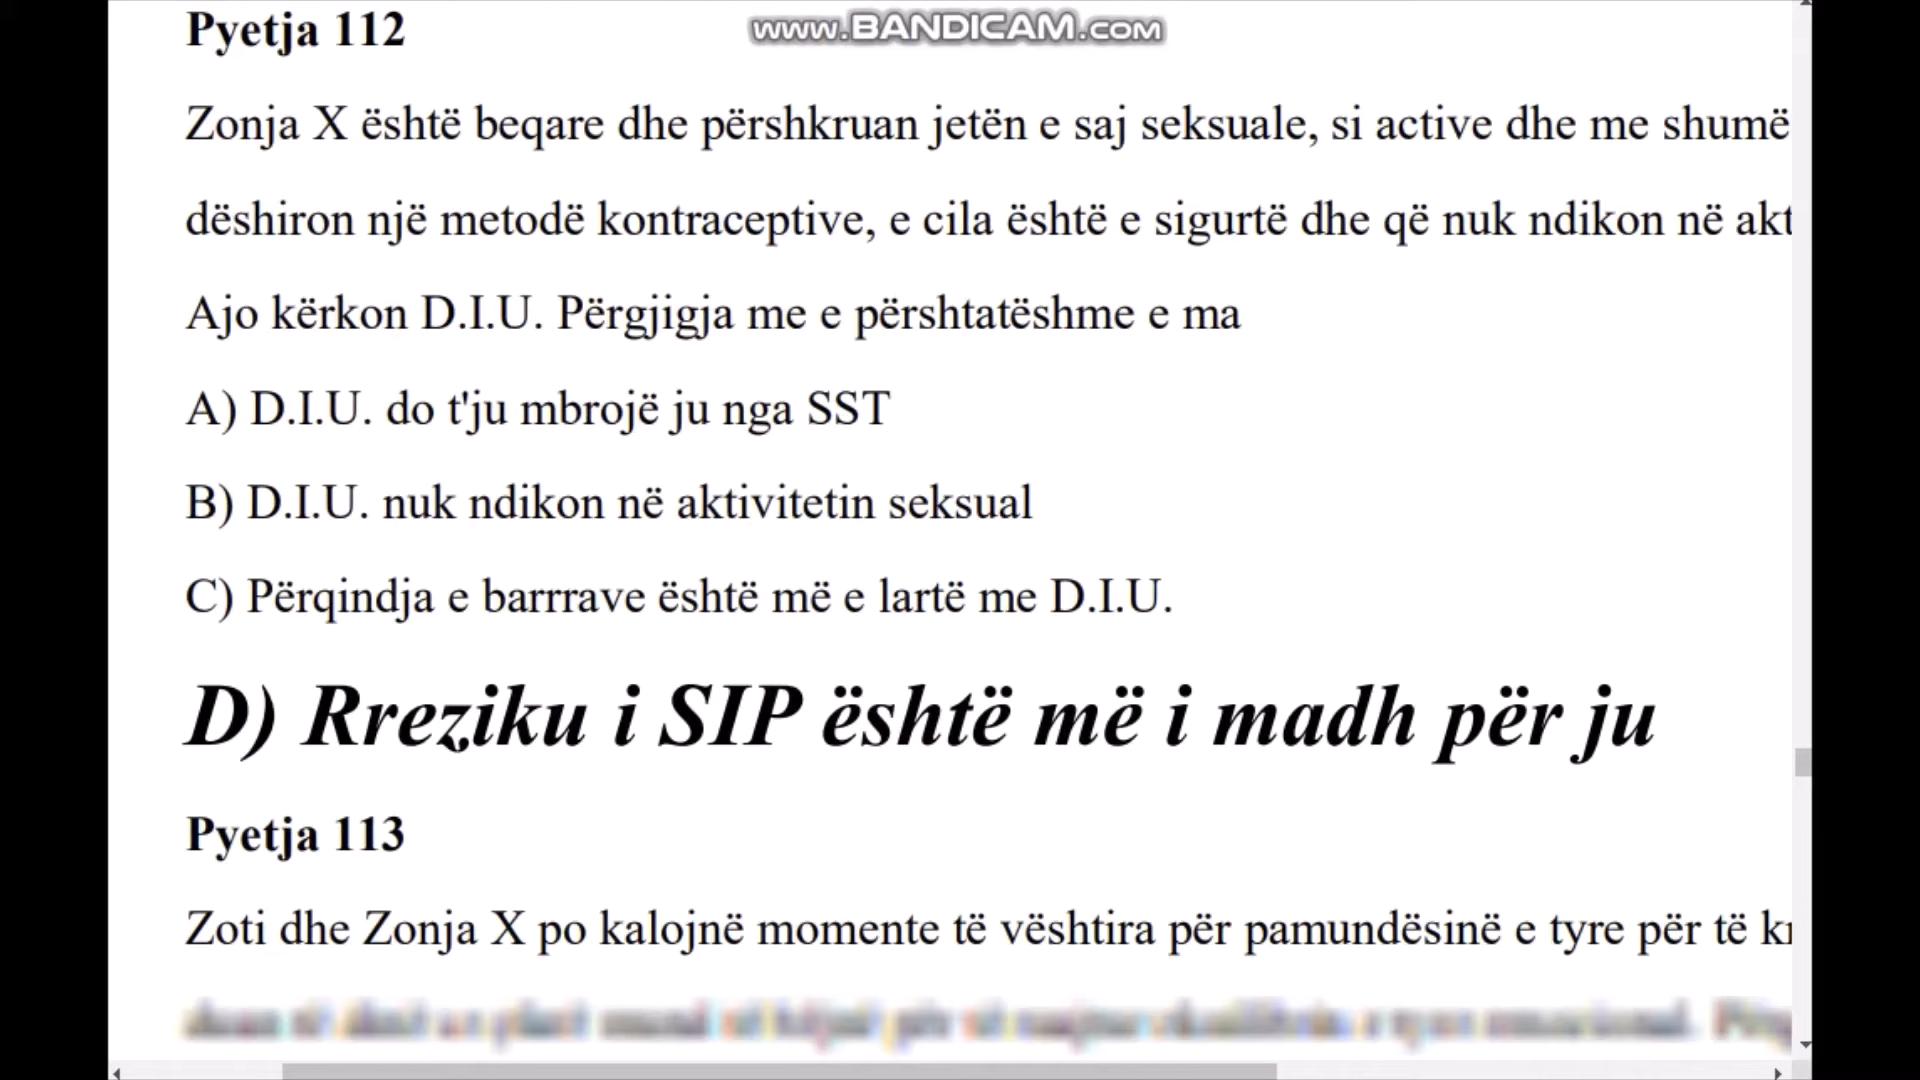 Pyetja 112
www.BANDICAM.com
Zonja X është beqare dhe përshkruan jetën e saj seksuale, si active dhe me shumë
dëshiron një metodë kontraceptive, e cila është e sigurtë dhe që nuk ndikon në akt
Ajo kërkon D.I.U. Përgjigja me e përshtatëshme e ma
A) D.I.U. do t'ju mbrojë ju nga SST
B) D.I.U. nuk ndikon në aktivitetin seksual
C) Përqindja e barrrave është më e lartë me D.I.U.
D) Rreziku i SIP është më i madh për ju
Pyetja 113
Zoti dhe Zonja X po kalojnë momente të vështira për pamundësinë e tyre për të